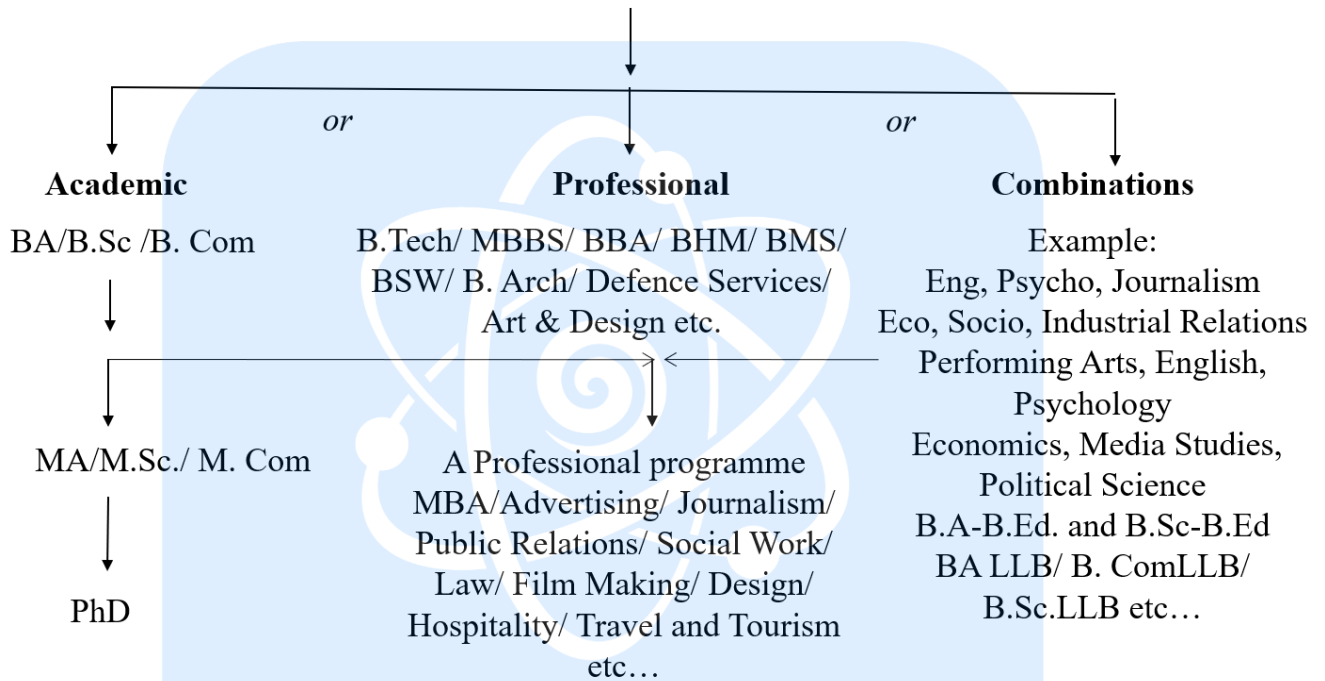 or
or
Academic
BA/B.Sc /B. Com
MA/M.Sc./ M. Com
PhD
Professional
B.Tech/ MBBS/ BBA/ BHM/ BMS/
BSW/ B. Arch/ Defence Services/
Art & Design etc.
A Professional programme
MBA/Advertising/ Journalism/
Public Relations/ Social Work/
Law/ Film Making/ Design/
Hospitality/ Travel and Tourism
etc…
Combinations
Example:
Eng, Psycho, Journalism
Eco, Socio, Industrial Relations
Performing Arts, English,
Psychology
Economics, Media Studies,
Political Science
B.A-B.Ed. and B.Sc-B.Ed
BA LLB/ B. ComLLB/
B.Sc.LLB etc…